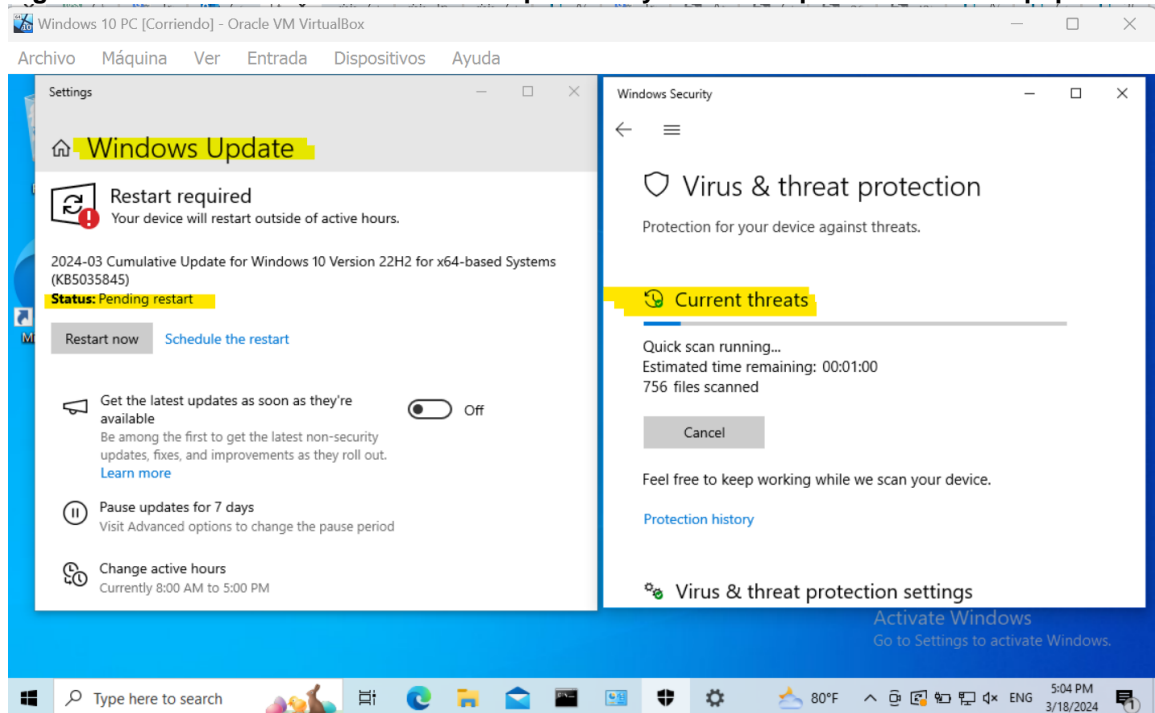 Windows 10 PC [Corriendo] - Oracle VM VirtualBox
Archivo Máquina Ver Entrada Dispositivos Ayuda
Settings
Windows Update
Restart required
Your device will restart outside of active hours.
2024-03 Cumulative Update for Windows 10 Version 22H2 for x64-based Systems
(KB5035845)
Status: Pending restart
Restart now Schedule the restart
Get the latest updates as soon as they're
available
Off
Be among the first to get the latest non-security
updates, fixes, and improvements as they roll out.
Learn more
Pause updates for 7 days
Visit Advanced options to change the pause period
Change active hours
Currently 8:00 AM to 5:00 PM
Windows Security
Virus & threat protection
Protection for your device against threats.
Current threats
Quick scan running...
Estimated time remaining: 00:01:00
756 files scanned
Cancel
Feel free to keep working while we scan your device.
Protection history
Virus & threat protection settings
Activate Windows
Go to Settings to activate Windows.
Type here to search
80°F
ENG
5:04 PM
3/18/2024
1